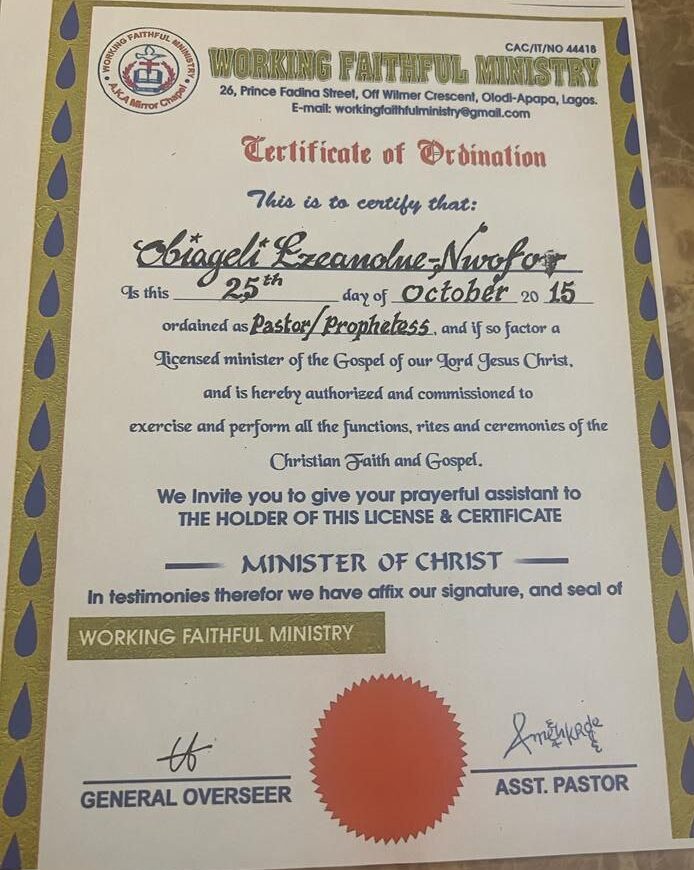 WORKING FAITHFUL MINISTRY
A.K.A Mirror Chapel
CAC/IT/NO 44418
WORKING FAITHFUL MINISTRY
26, Prince Fadina Street, Off Wilmer Crescent, Olodi-Apapa, Lagos.
E-mail: workingfaithfulministry@gmail.com
Certificate of Ordination
This is to certify that:
Obiageli Ezeanolue-Nwofor
Is this 25th day of October 20 15
ordained as Pastor/Prophetess, and if so factor a
Licensed minister of the Gospel of our Lord Jesus Christ,
and is hereby authorized and commissioned to
exercise and perform all the functions, rites and ceremonies of the
Christian Faith and Gospel.
We Invite you to give your prayerful assistant to
THE HOLDER OF THIS LICENSE & CERTIFICATE
MINISTER OF CHRIST
In testimonies therefor we have affix our signature, and seal of
WORKING FAITHFUL MINISTRY
GENERAL OVERSEER
ASST. PASTOR